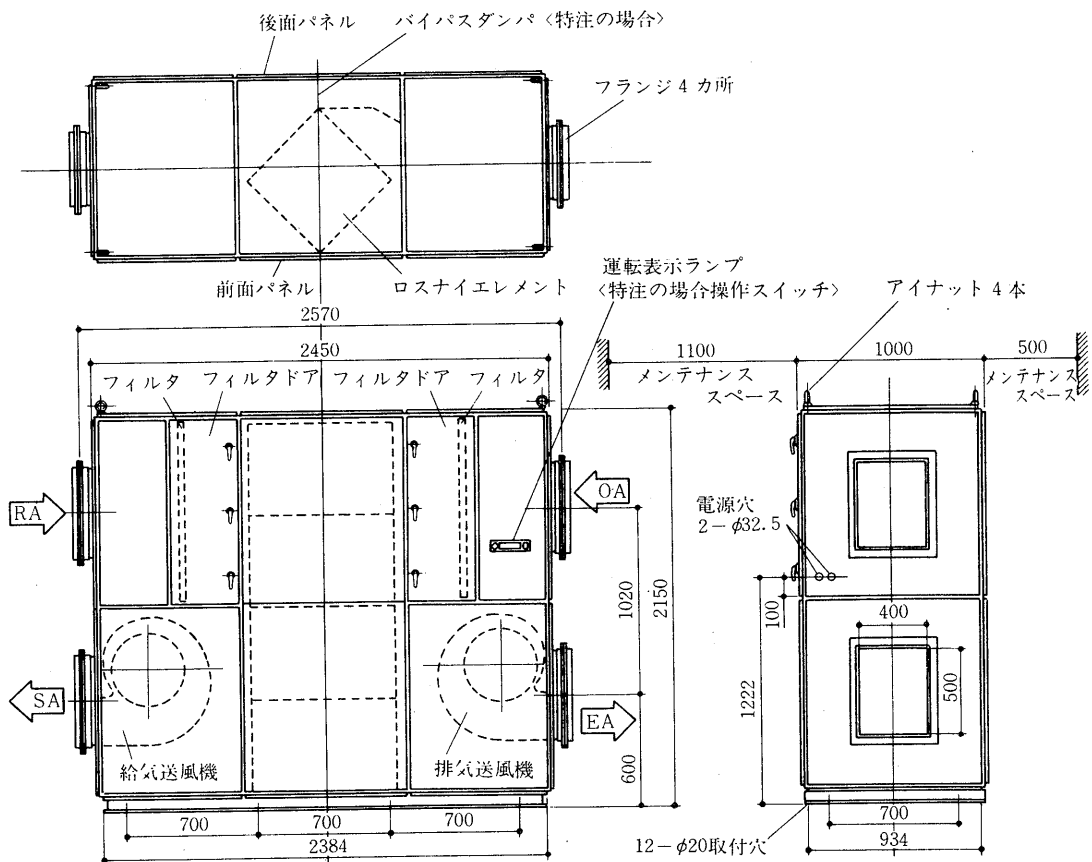 後面パネル
バイパスダンパ〈特注の場合〉
フランジ4カ所
前面パネル
ロスナイエレメント
運転表示ランプ
〈特注の場合操作スイッチ〉
アイナット4本
2570
2450
1100
1000
500
メンテナンス
スペース
メンテナンス
スペース
フィルタ
フィルタドア
フィルタドア
フィルタ
RA
OA
電源穴
2-φ32.5
1020
2150
100
400
500
1222
SA
EA
給気送風機
排気送風機
600
700
700
700
2384
12-φ20取付穴
700
934